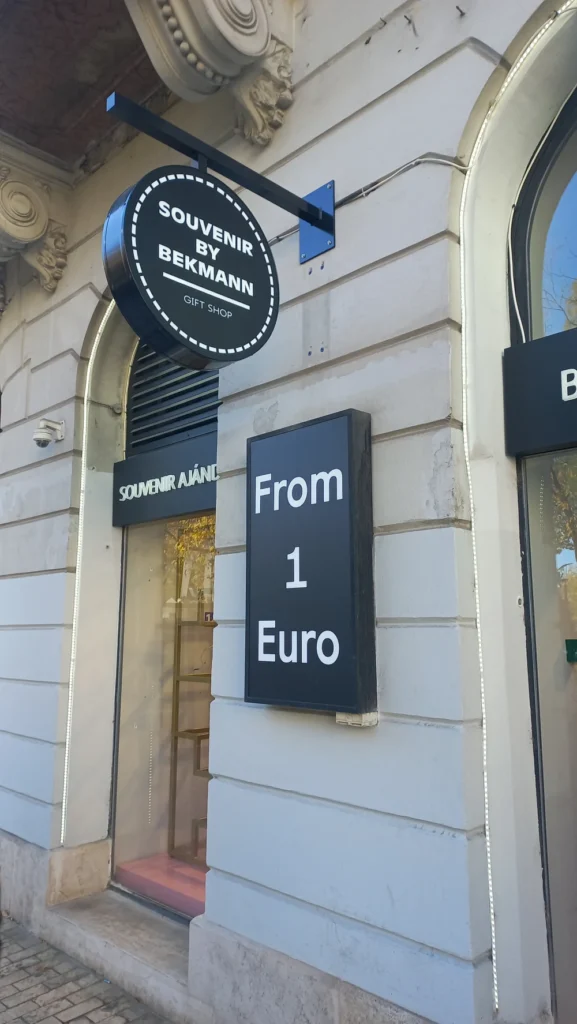 SOUVENIR
BY
BEKMANN
GIFT SHOP
SOUVENIR AJÁND
From
1
Euro
B